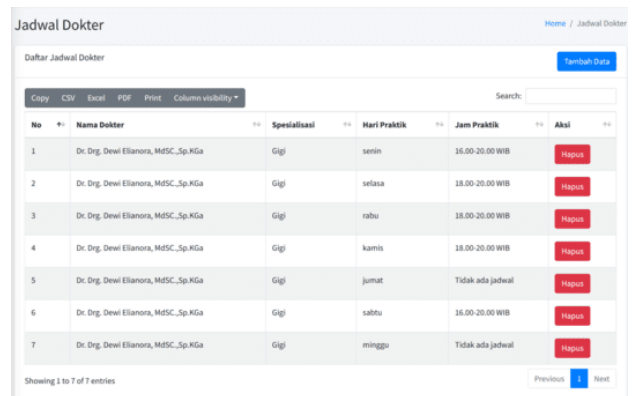 Jadwal Dokter
Home / Jadwal Dokter
Daftar Jadwal Dokter
Tambah Data
Copy CSV Excel PDF Print Column visibility
Search:
No Nama Dokter Spesialisasi Hari Praktik Jam Praktik Aksi
1 Dr. Drg. Dewi Elianora, MdSC.,Sp.KGa Gigi senin 16.00-20.00 WIB Hapus
2 Dr. Drg. Dewi Elianora, MdSC.,Sp.KGa Gigi selasa 18.00-20.00 WIB Hapus
3 Dr. Drg. Dewi Elianora, MdSC.,Sp.KGa Gigi rabu 18.00-20.00 WIB Hapus
4 Dr. Drg. Dewi Elianora, MdSC.,Sp.KGa Gigi kamis 18.00-20.00 WIB Hapus
5 Dr. Drg. Dewi Elianora, MdSC.,Sp.KGa Gigi jumat Tidak ada jadwal Hapus
6 Dr. Drg. Dewi Elianora, MdSC.,Sp.KGa Gigi sabtu 16.00-20.00 WIB Hapus
7 Dr. Drg. Dewi Elianora, MdSC.,Sp.KGa Gigi minggu Tidak ada jadwal Hapus
Showing 1 to 7 of 7 entries
Previous 1 Next